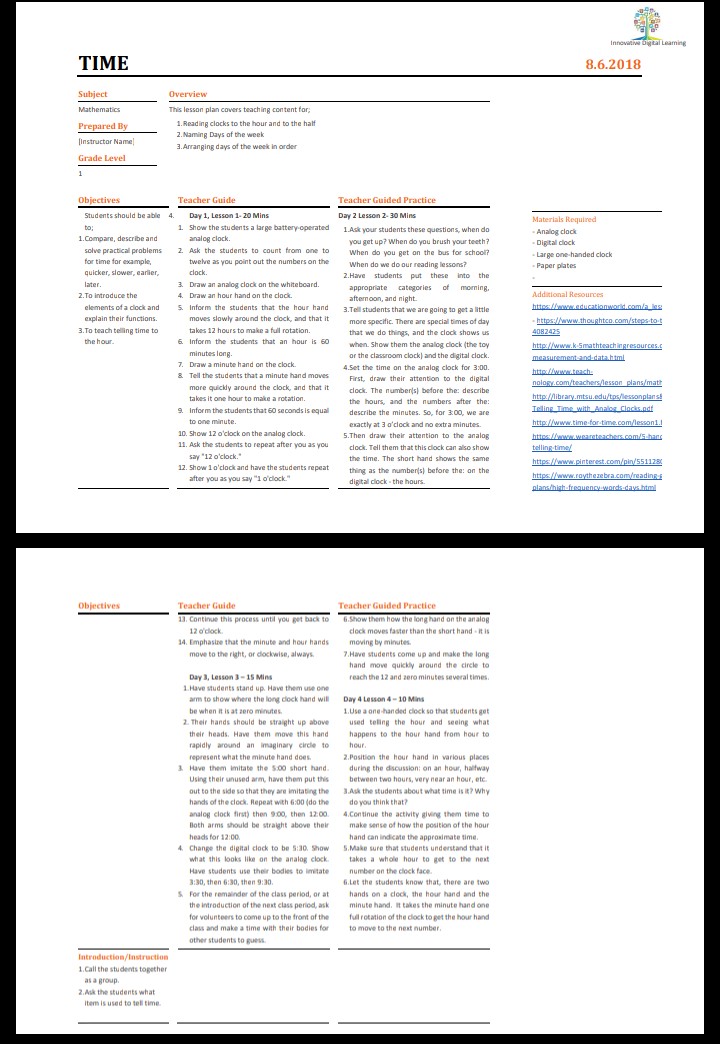 Innovative Digital Learning
TIME
8.6.2018
Subject
Mathematics
Prepared By
[Instructor Name]
Grade Level
1
Overview
This lesson plan covers teaching content for;
1.Reading clocks to the hour and to the half
2.Naming Days of the week
3.Arranging days of the week in order
Objectives
Students should be able
to;
1.Compare, describe and
solve practical problems
for time for example,
quicker, slower, earlier,
later.
2.To introduce the
elements of a clock and
explain their functions.
3.To teach telling time to
the hour.
Teacher Guide
4. Day 1, Lesson 1- 20 Mins
1. Show the students a large battery-operated
analog clock.
2. Ask the students to count from one to
twelve as you point out the numbers on the
clock.
3. Draw an analog clock on the whiteboard.
4. Draw an hour hand on the clock.
5. Inform the students that the hour hand
moves slowly around the clock, and that it
takes 12 hours to make a full rotation.
6. Inform the students that an hour is 60
minutes long.
7. Draw a minute hand on the clock.
8. Tell the students that a minute hand moves
more quickly around the clock, and that it
takes it one hour to make a rotation.
9. Inform the students that 60 seconds is equal
to one minute.
10. Show 12 o'clock on the analog clock.
11. Ask the students to repeat after you as you
say "12 o'clock."
12. Show 1 o'clock and have the students repeat
after you as you say "1 o'clock."
Teacher Guided Practice
Day 2 Lesson 2- 30 Mins
1.Ask your students these questions, when do
you get up? When do you brush your teeth?
When do you get on the bus for school?
When do we do our reading lessons?
2.Have students put these into the
appropriate categories of morning,
afternoon, and night.
3.Tell students that we are going to get a little
more specific. There are special times of day
that we do things, and the clock shows us
when. Show them the analog clock (the toy
or the classroom clock) and the digital clock.
4.Set the time on the analog clock for 3:00.
First, draw their attention to the digital
clock. The number(s) before the: describe
the hours, and the numbers after the:
describe the minutes. So, for 3:00, we are
exactly at 3 o'clock and no extra minutes.
5.Then draw their attention to the analog
clock. Tell them that this clock can also show
the time. The short hand shows the same
thing as the number(s) before the: on the
digital clock - the hours.
Materials Required
- Analog clock
- Digital clock
- Large one-handed clock
- Paper plates
-
Additional Resources
https://www.educationworld.com/a_les
- https://www.thoughtco.com/steps-to-t
4082425
http://www.k-5mathteachingresources.c
measurement-and-data.html
http://www.teach-
nology.com/teachers/lesson_plans/math
http://library.mtsu.edu/tps/lessonplans&
Telling_Time_with_Analog_Clocks.pdf
http://www.time-for-time.com/lesson1.
https://www.weareteachers.com/5-hand
telling-time/
https://www.pinterest.com/pin/551128
https://www.roythezebra.com/reading-g
plans/high-frequency-words-days.html
Objectives
Teacher Guide
13. Continue this process until you get back to
12 o'clock.
14. Emphasize that the minute and hour hands
move to the right, or clockwise, always.
Day 3, Lesson 3 – 15 Mins
1.Have students stand up. Have them use one
arm to show where the long clock hand will
be when it is at zero minutes.
2. Their hands should be straight up above
their heads. Have them move this hand
rapidly around an imaginary circle to
represent what the minute hand does.
3. Have them imitate the 5:00 short hand.
Using their unused arm, have them put this
out to the side so that they are imitating the
hands of the clock. Repeat with 6:00 (do the
analog clock first) then 9:00, then 12:00.
Both arms should be straight above their
heads for 12:00.
4. Change the digital clock to be 5:30. Show
what this looks like on the analog clock.
Have students use their bodies to imitate
3:30, then 6:30, then 9:30.
5. For the remainder of the class period, or at
the introduction of the next class period, ask
for volunteers to come up to the front of the
class and make a time with their bodies for
other students to guess.
Teacher Guided Practice
6.Show them how the long hand on the analog
clock moves faster than the short hand - it is
moving by minutes.
7.Have students come up and make the long
hand move quickly around the circle to
reach the 12 and zero minutes several times.
Day 4 Lesson 4 – 10 Mins
1.Use a one-handed clock so that students get
used telling the hour and seeing what
happens to the hour hand from hour to
hour.
2.Position the hour hand in various places
during the discussion: on an hour, halfway
between two hours, very near an hour, etc.
3.Ask the students about what time is it? Why
do you think that?
4.Continue the activity giving them time to
make sense of how the position of the hour
hand can indicate the approximate time.
5.Make sure that students understand that it
takes a whole hour to get to the next
number on the clock face.
6.Let the students know that, there are two
hands on a clock, the hour hand and the
minute hand. It takes the minute hand one
full rotation of the clock to get the hour hand
to move to the next number.
Introduction/Instruction
1.Call the students together
as a group.
2.Ask the students what
item is used to tell time.